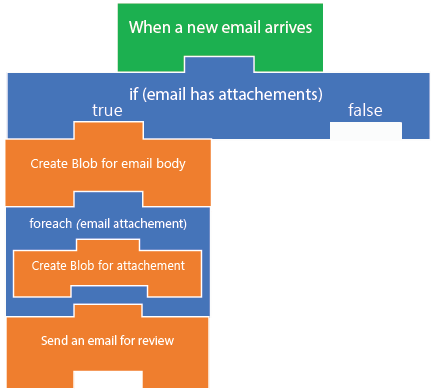 When a new email arrives
if (email has attachements)
true
false
Create Blob for email body
foreach (email attachement)
Create Blob for attachement
Send an email for review